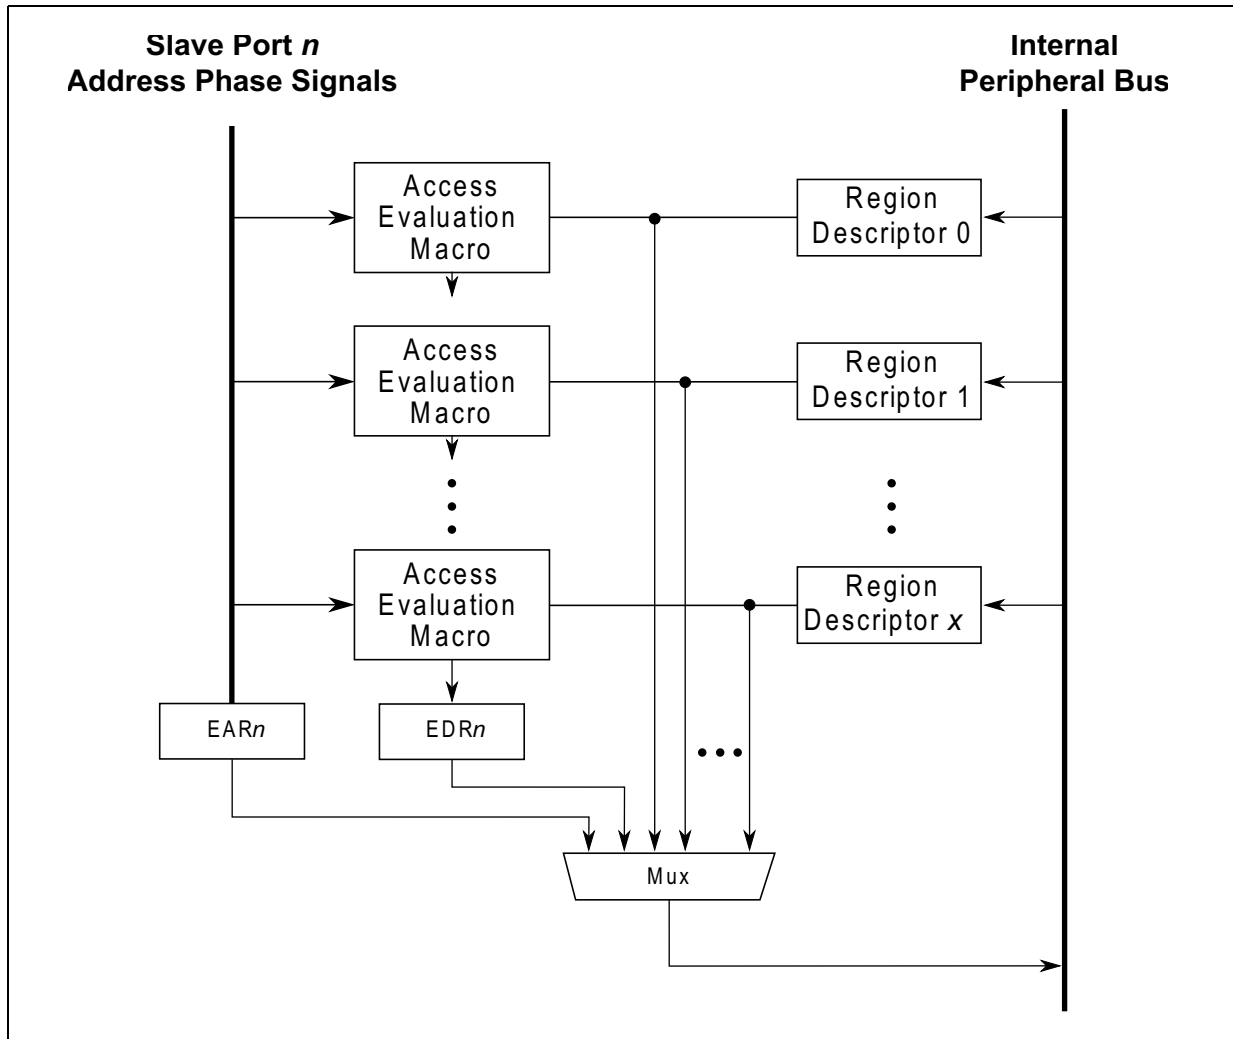 Slave Port n
Address Phase Signals
Internal
Peripheral Bus
Access
Evaluation
Macro
Region
Descriptor 0
Access
Evaluation
Macro
Region
Descriptor 1
Access
Evaluation
Macro
Region
Descriptor x
EARn
EDRn
Mux